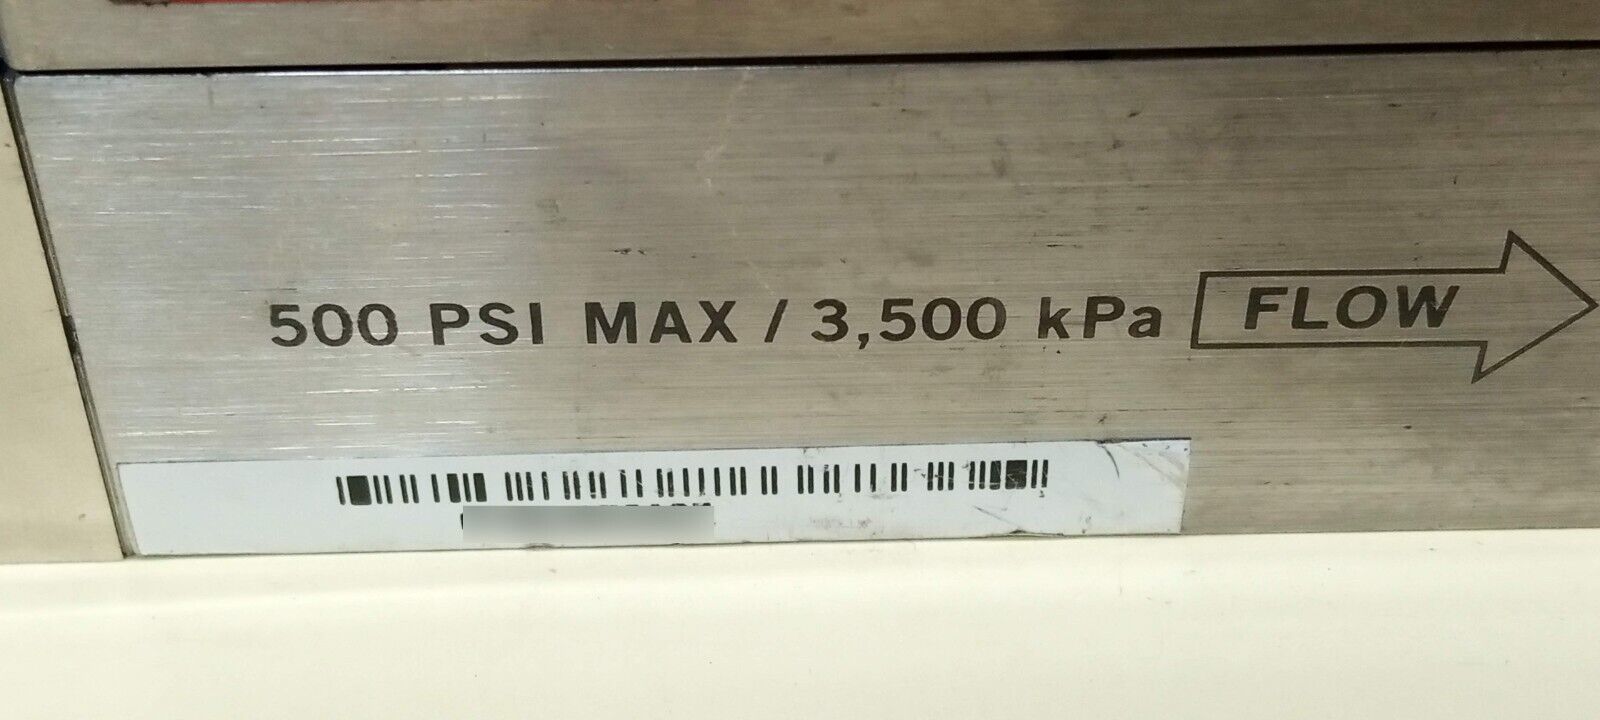 500 PSI MAX / 3,500 kPa FLOW